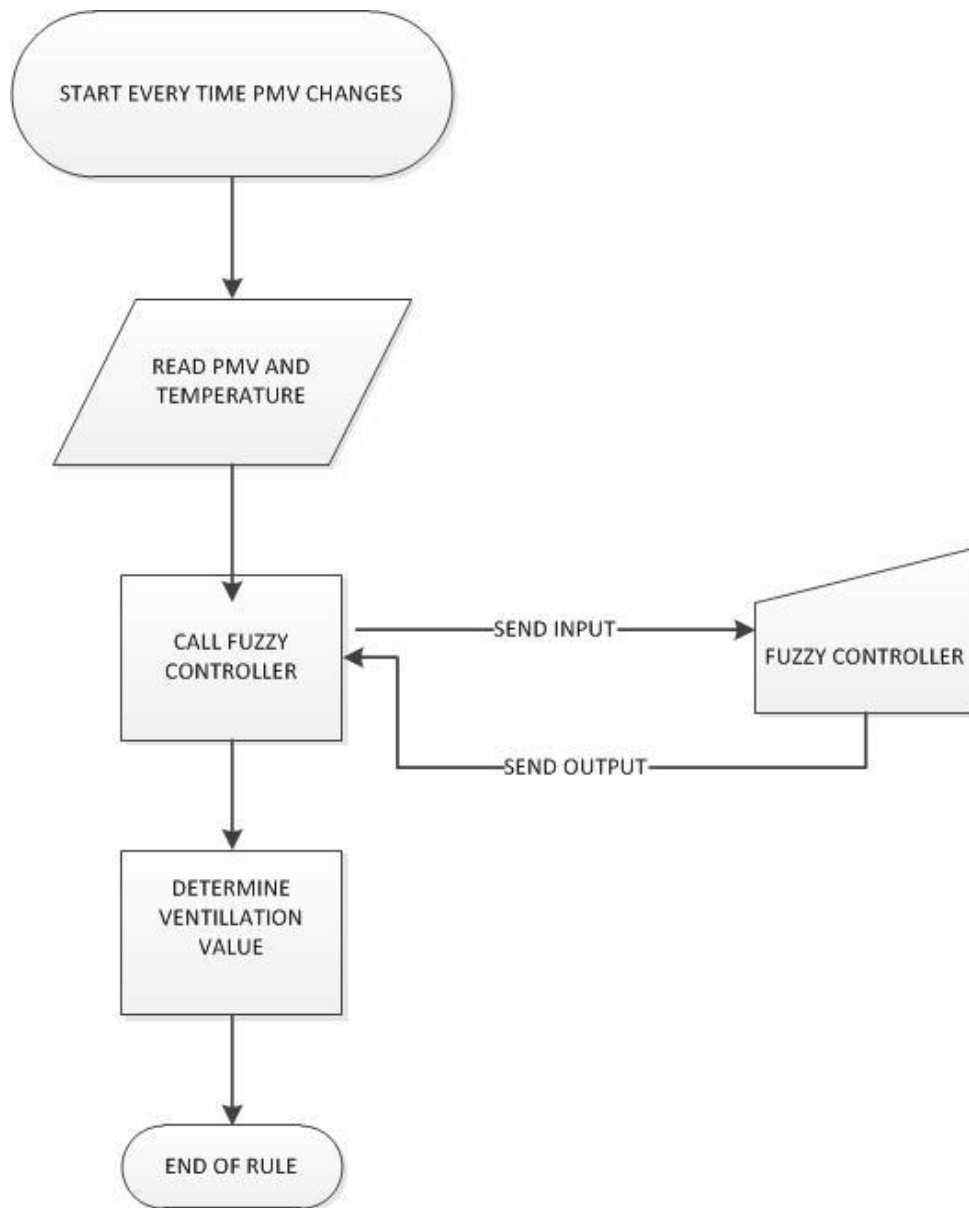 START EVERY TIME PMV CHANGES
READ PMV AND
TEMPERATURE
CALL FUZZY
CONTROLLER
SEND INPUT
FUZZY CONTROLLER
SEND OUTPUT
DETERMINE
VENTILLATION
VALUE
END OF RULE